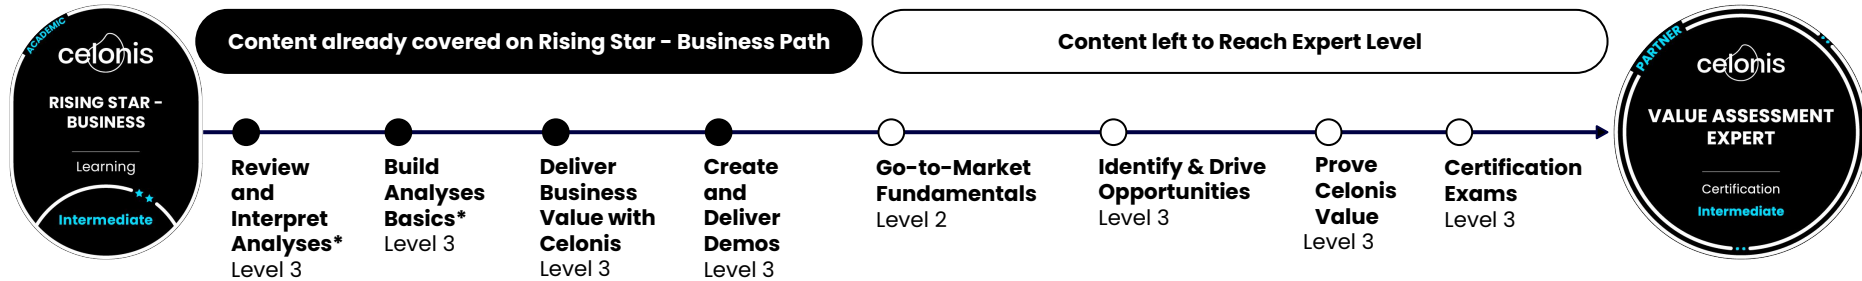 ACADEMIC
celonis
RISING STAR -
BUSINESS
Learning
Intermediate
Content already covered on Rising Star - Business Path
Content left to Reach Expert Level
Review
and
Interpret
Analyses*
Level 3
Build
Analyses
Basics*
Level 3
Deliver
Business
Value with
Celonis
Level 3
Create
and
Deliver
Demos
Level 3
Go-to-Market
Fundamentals
Level 2
Identify & Drive
Opportunities
Level 3
Prove
Celonis
Value
Level 3
Certification
Exams
Level 3
PARTNER
celonis
VALUE ASSESSMENT
EXPERT
Certification
Intermediate